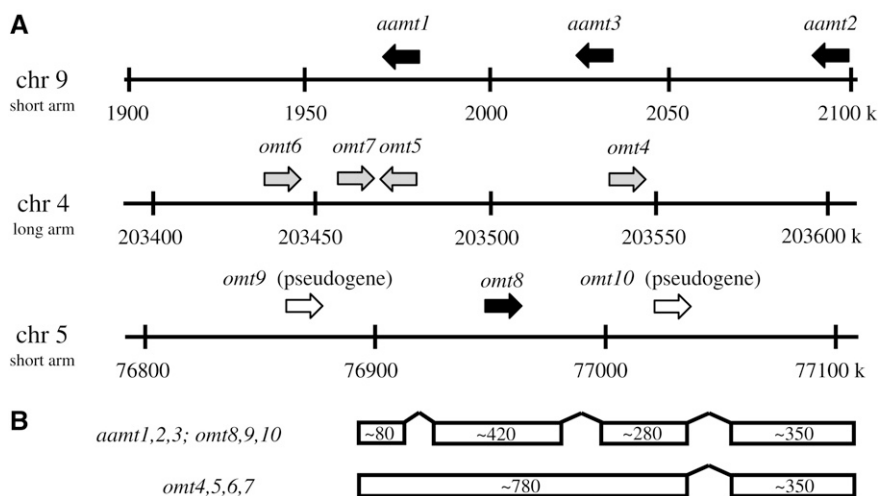 A
aamt1 aamt3 aamt2
chr 9
short arm
1900 1950 2000 2050 2100 k
omt6 omt7 omt5 omt4
chr 4
long arm
203400 203450 203500 203550 203600 k
omt9 (pseudogene) omt8 omt10 (pseudogene)
chr 5
short arm
76800 76900 77000 77100 k
B
aamt1,2,3; omt8,9,10 ~80 ~420 ~280 ~350
omt4,5,6,7 ~780 ~350